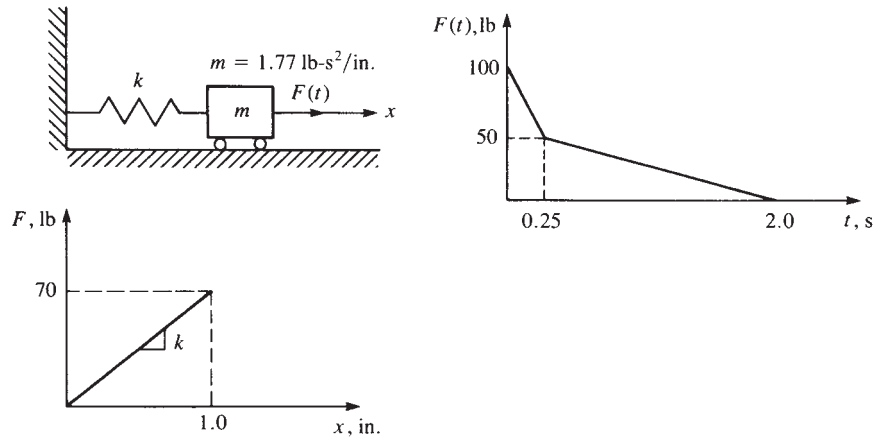 m = 1.77 lb-s²/in.
k
F(t)
m
x
F(t), lb
100
50
0.25
2.0
t, s
F, lb
70
k
1.0
x, in.